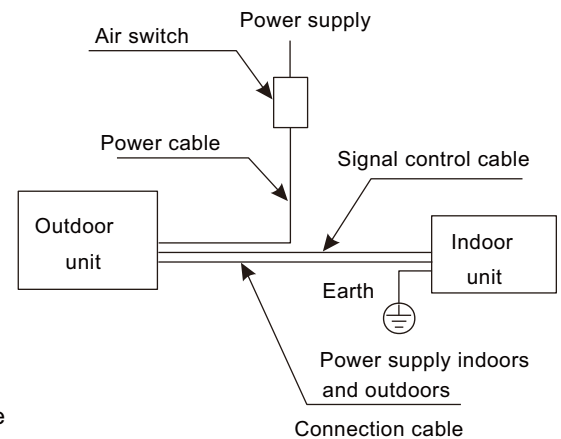 Power supply
Air switch
Power cable
Signal control cable
Outdoor
unit
Indoor
unit
Earth
Power supply indoors
and outdoors
Connection cable
e